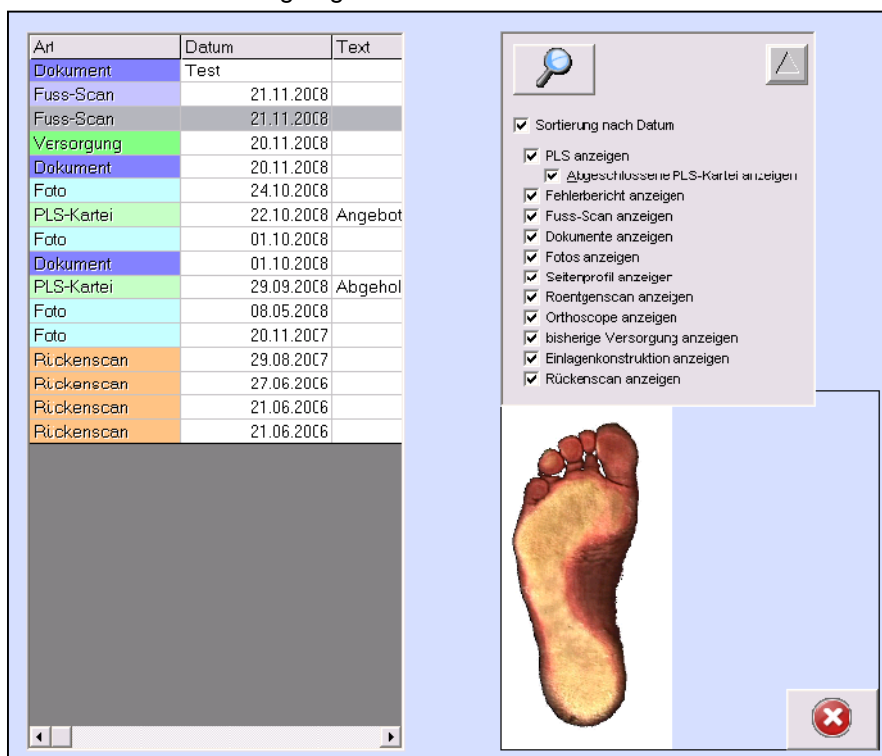 Art Datum Text
Dokument Test
Fuss-Scan 21.11.2008
Fuss-Scan 21.11.2008
Versorgung 20.11.2008
Dokument 20.11.2008
Foto 24.10.2008
PLS-Kartei 22.10.2008 Angebot
Foto 01.10.2008
Dokument 01.10.2008
PLS-Kartei 29.09.2008 Abgehol
Foto 08.05.2008
Foto 20.11.2007
Rückenscan 29.08.2007
Rückenscan 27.06.2006
Rückenscan 21.06.2006
Rückenscan 21.06.2006
Sortierung nach Datum
PLS anzeigen
Abgeschlossene PLS-Kartei anzeigen
Fehlerbericht anzeigen
Fuss-Scan anzeigen
Dokumente anzeigen
Fotos anzeigen
Seitenprofil anzeigen
Roentgenscan anzeigen
Orthoscope anzeigen
bisherige Versorgung anzeigen
Einlagenkonstruktion anzeigen
Rückenscan anzeigen